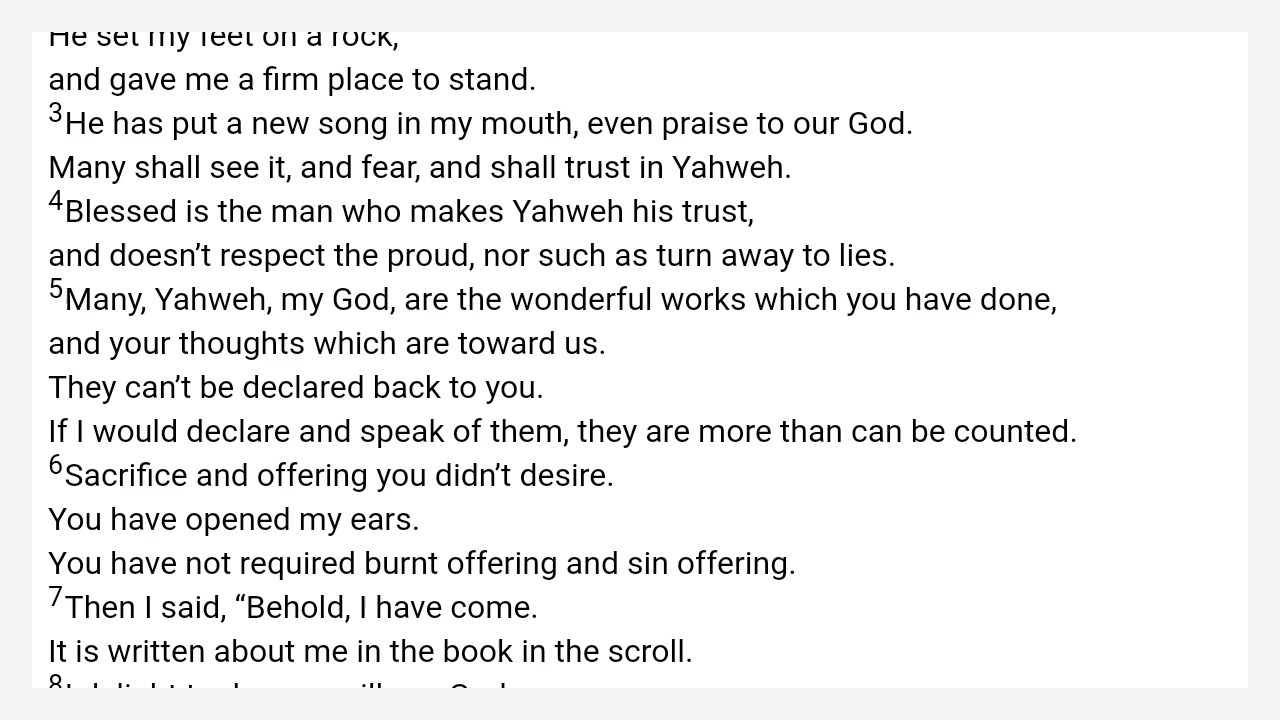 He set my feet on a rock,
and gave me a firm place to stand.
3He has put a new song in my mouth, even praise to our God.
Many shall see it, and fear, and shall trust in Yahweh.
4Blessed is the man who makes Yahweh his trust,
and doesn’t respect the proud, nor such as turn away to lies.
5Many, Yahweh, my God, are the wonderful works which you have done,
and your thoughts which are toward us.
They can’t be declared back to you.
If I would declare and speak of them, they are more than can be counted.
6Sacrifice and offering you didn’t desire.
You have opened my ears.
You have not required burnt offering and sin offering.
7Then I said, “Behold, I have come.
It is written about me in the book in the scroll.